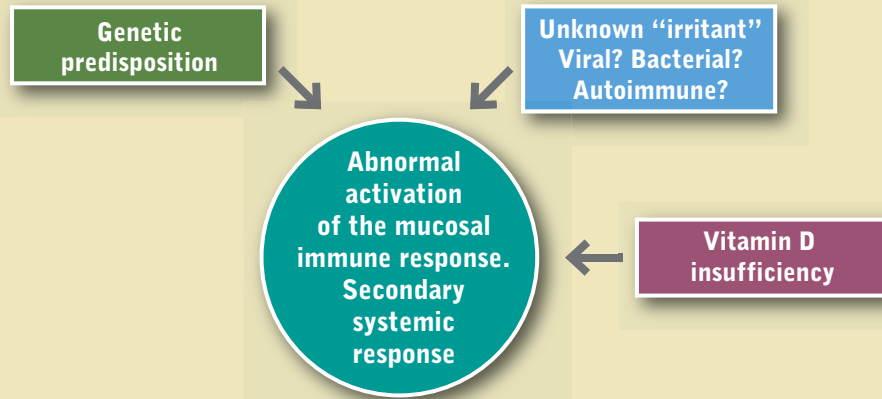 Genetic
predisposition
Unknown “irritant”
Viral? Bacterial?
Autoimmune?
Abnormal
activation
of the mucosal
immune response.
Secondary
systemic
response
Vitamin D
insufficiency